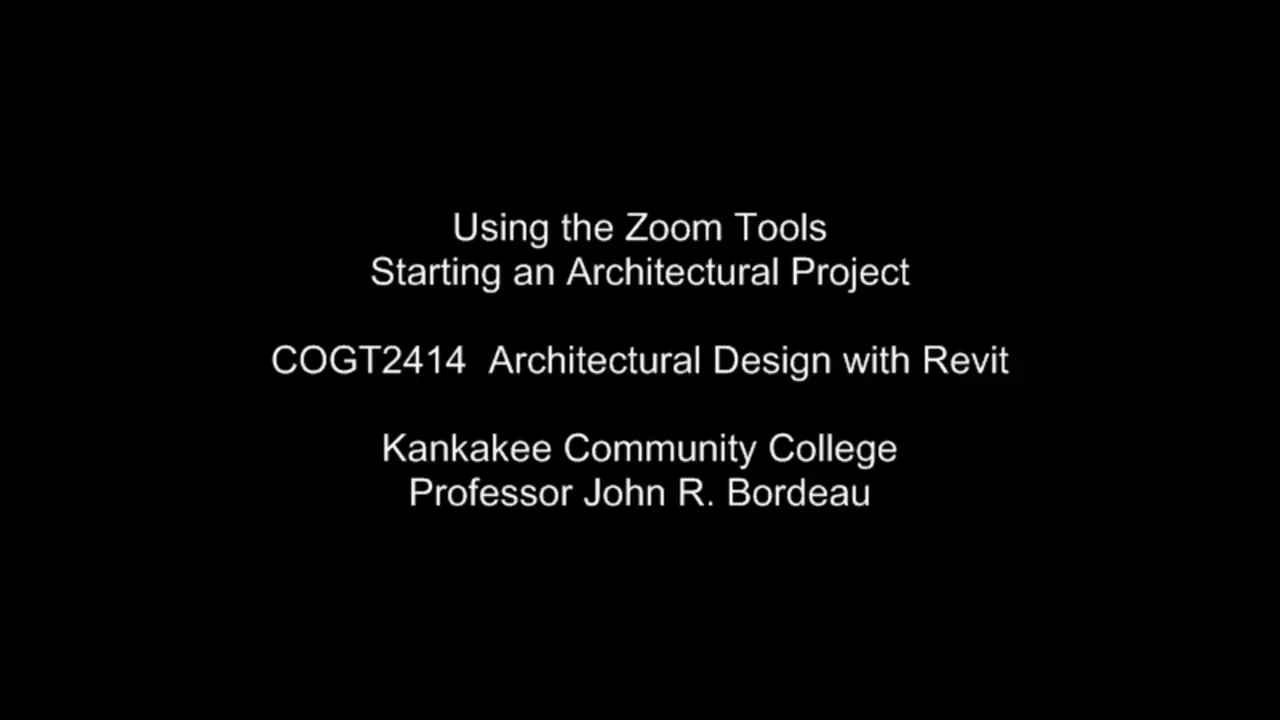 Using the Zoom Tools
Starting an Architectural Project
COGT2414  Architectural Design with Revit
Kankakee Community College
Professor John R. Bordeau